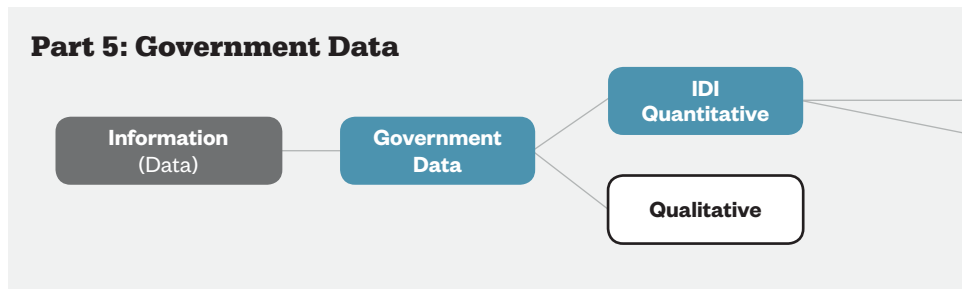 Part 5: Government Data
Information
(Data)
Government
Data
IDI
Quantitative
Qualitative